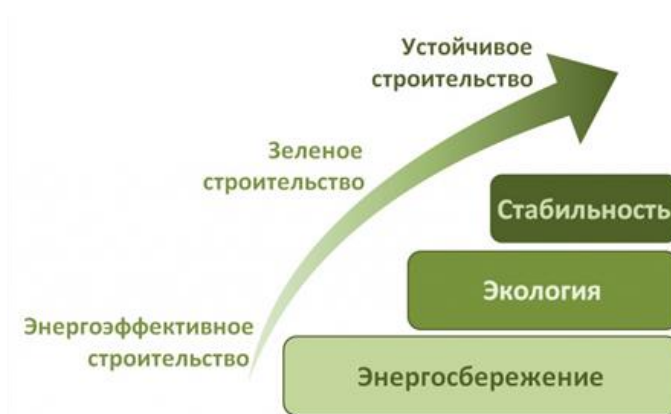 Устойчивое
строительство
Зеленое
строительство
Стабильность
Экология
Энергоэффективное
строительство
Энергосбережение